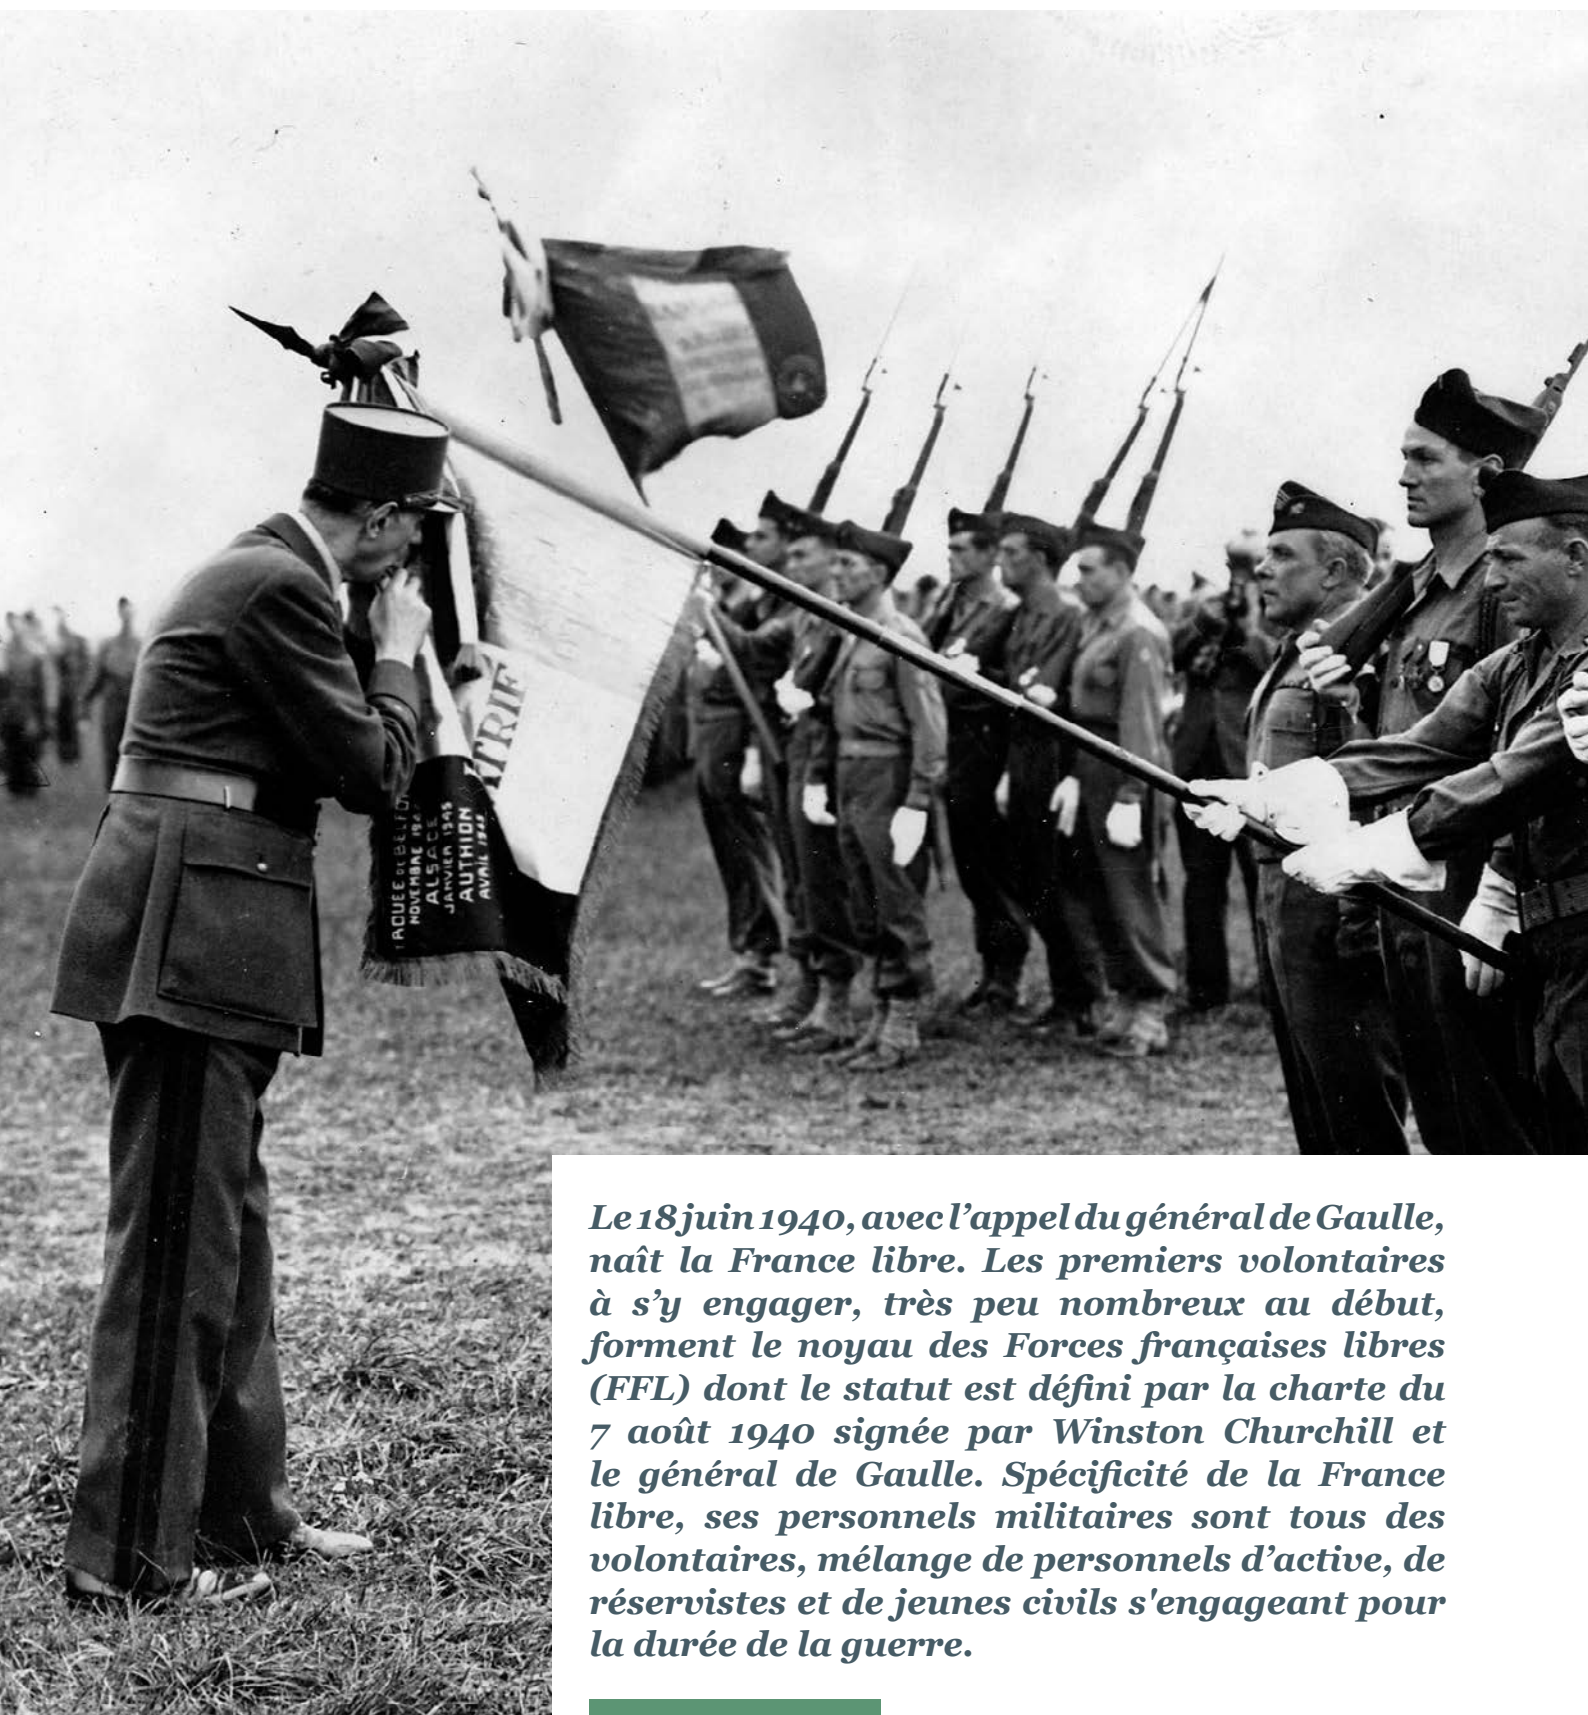 ATRIE
ALSACE
JANVIER 1945
AUTHION
Le 18 juin 1940, avec l’appel du général de Gaulle,
naît la France libre. Les premiers volontaires
à s’y engager, très peu nombreux au début,
forment le noyau des Forces françaises libres
(FFL) dont le statut est défini par la charte du
7 août 1940 signée par Winston Churchill et
le général de Gaulle. Spécificité de la France
libre, ses personnels militaires sont tous des
volontaires, mélange de personnels d’active, de
réservistes et de jeunes civils s'engageant pour
la durée de la guerre.